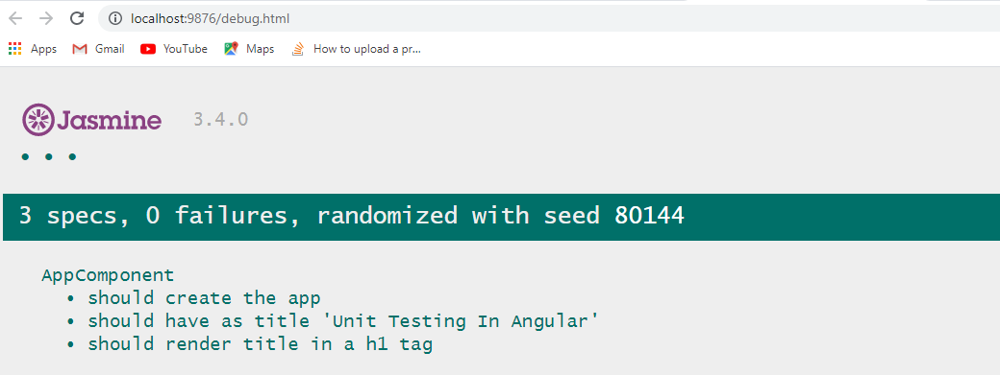 localhost:9876/debug.html
Apps Gmail YouTube Maps How to upload a pr...
Jasmine 3.4.0
• • •
3 specs, 0 failures, randomized with seed 80144
AppComponent
• should create the app
• should have as title 'Unit Testing In Angular'
• should render title in a h1 tag